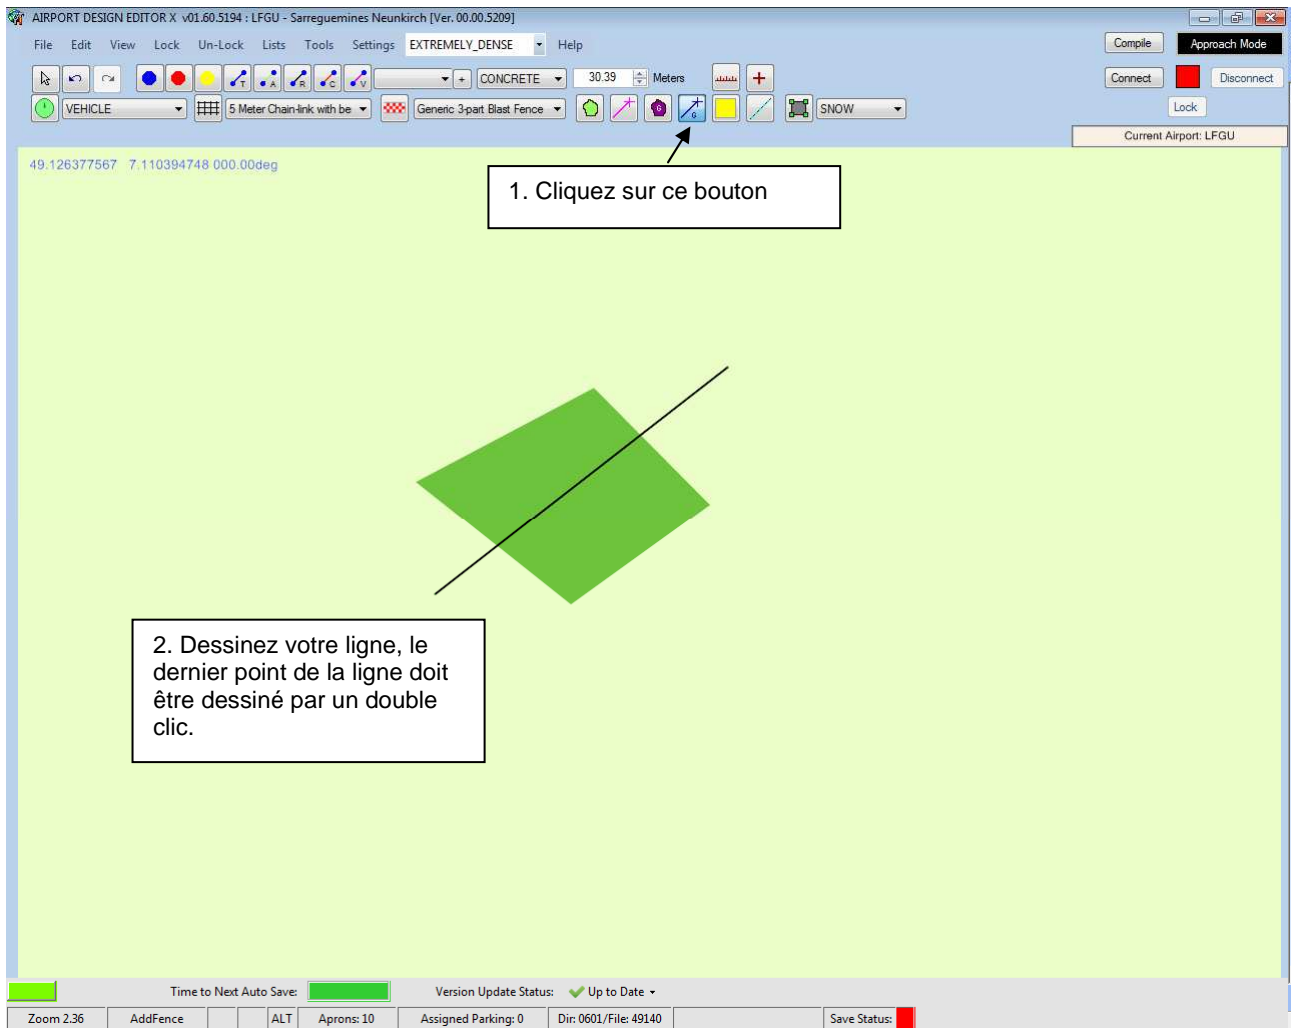 AIRPORT DESIGN EDITOR X v01.60.5194 : LFGU - Sarreguemines Neunkirch [Ver. 00.00.5209]
File Edit View Lock Un-Lock Lists Tools Settings EXTREMELY_DENSE Help
Compile Approach Mode
T A R C V + CONCRETE 30.39 Meters
Connect Disconnect
VEHICLE 5 Meter Chain-link with be Generic 3-part Blast Fence G G SNOW
Lock
Current Airport: LFGU
49.126377567 7.110394748 000.00deg
1. Cliquez sur ce bouton
2. Dessinez votre ligne, le
dernier point de la ligne doit
être dessiné par un double
clic.
Time to Next Auto Save: Version Update Status: Up to Date
Zoom 2.36 AddFence ALT Aprons: 10 Assigned Parking: 0 Dir: 0601/File: 49140 Save Status: